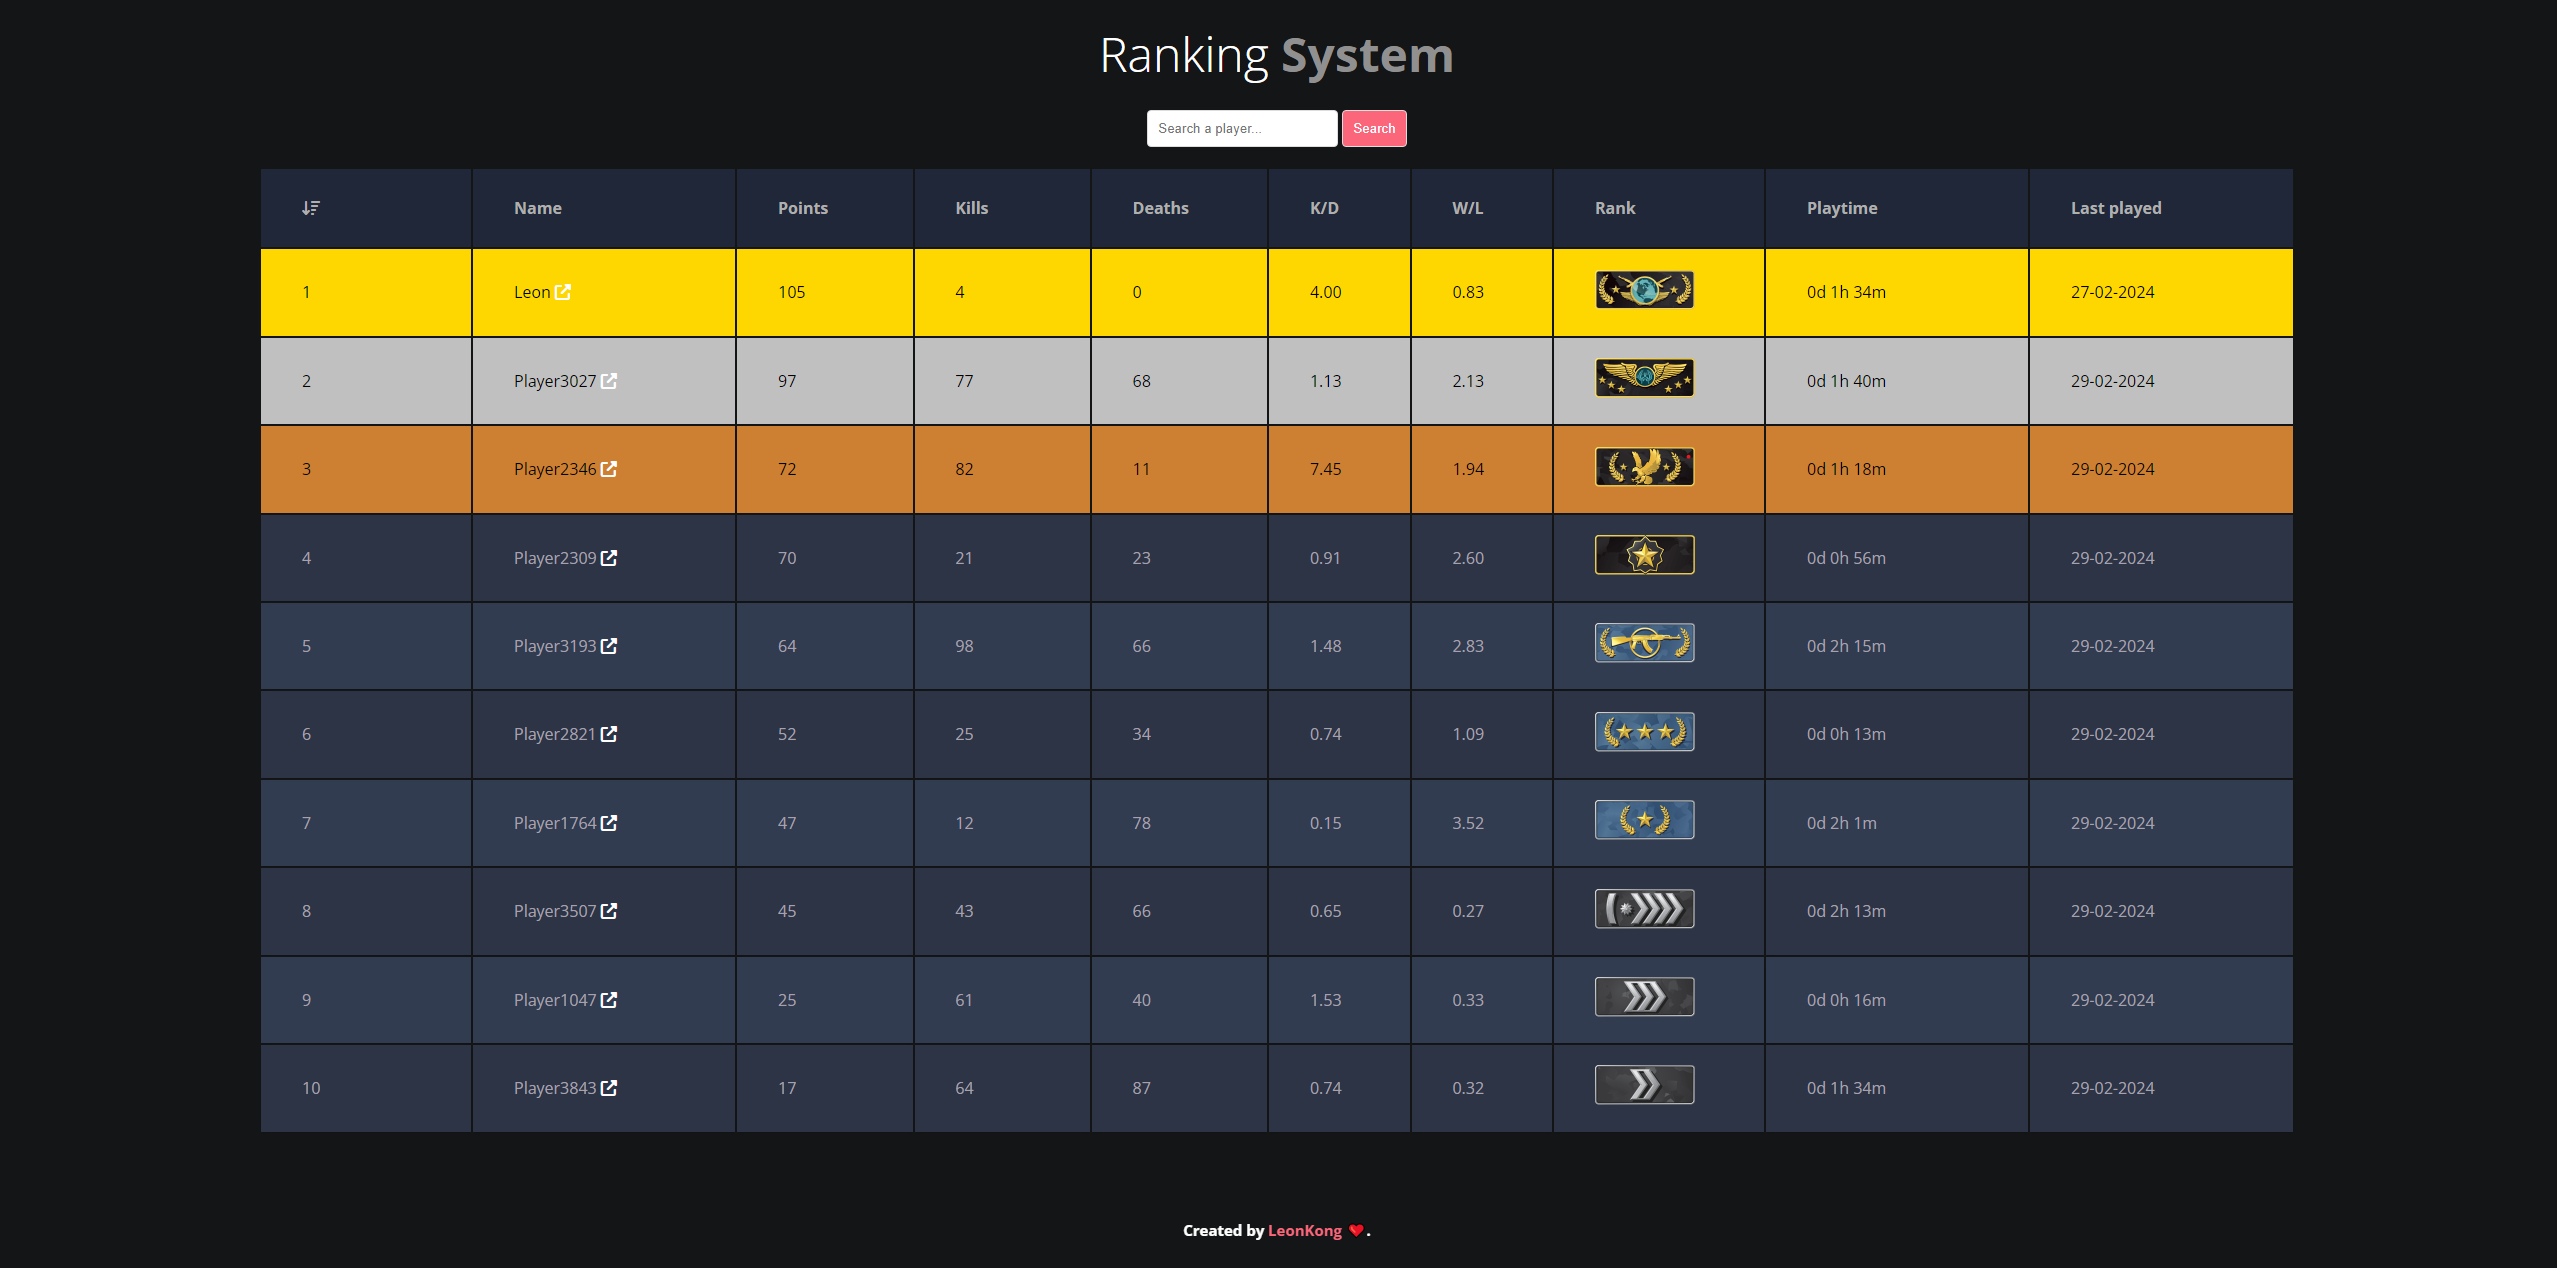 Ranking System
Search a player... Search
Name Points Kills Deaths K/D W/L Rank Playtime Last played
1 Leon 105 4 0 4.00 0.83 0d 1h 34m 27-02-2024
2 Player3027 97 77 68 1.13 2.13 0d 1h 40m 29-02-2024
3 Player2346 72 82 11 7.45 1.94 0d 1h 18m 29-02-2024
4 Player2309 70 21 23 0.91 2.60 0d 0h 56m 29-02-2024
5 Player3193 64 98 66 1.48 2.83 0d 2h 15m 29-02-2024
6 Player2821 52 25 34 0.74 1.09 0d 0h 13m 29-02-2024
7 Player1764 47 12 78 0.15 3.52 0d 2h 1m 29-02-2024
8 Player3507 45 43 66 0.65 0.27 0d 2h 13m 29-02-2024
9 Player1047 25 61 40 1.53 0.33 0d 0h 16m 29-02-2024
10 Player3843 17 64 87 0.74 0.32 0d 1h 34m 29-02-2024
Created by LeonKong ❤️.